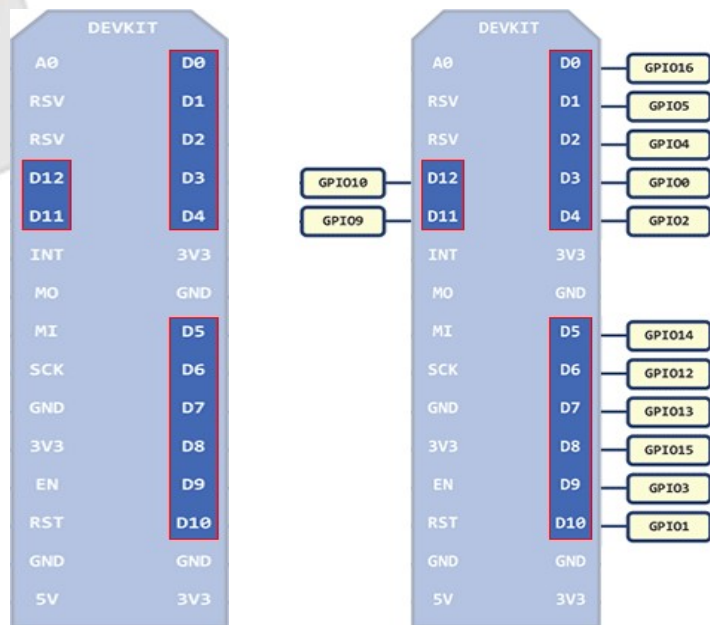 DEVKIT
A0 D0
RSV D1
RSV D2
D12 D3
D11 D4
INT 3V3
MO GND
MI D5
SCK D6
GND D7
3V3 D8
EN D9
RST D10
GND GND
5V 3V3
DEVKIT
A0 D0 GPIO16
RSV D1 GPIO5
RSV D2 GPIO4
GPIO10 D12 D3 GPIO0
GPIO9 D11 D4 GPIO2
INT 3V3
MO GND
MI D5 GPIO14
SCK D6 GPIO12
GND D7 GPIO13
3V3 D8 GPIO15
EN D9 GPIO3
RST D10 GPIO1
GND GND
5V 3V3